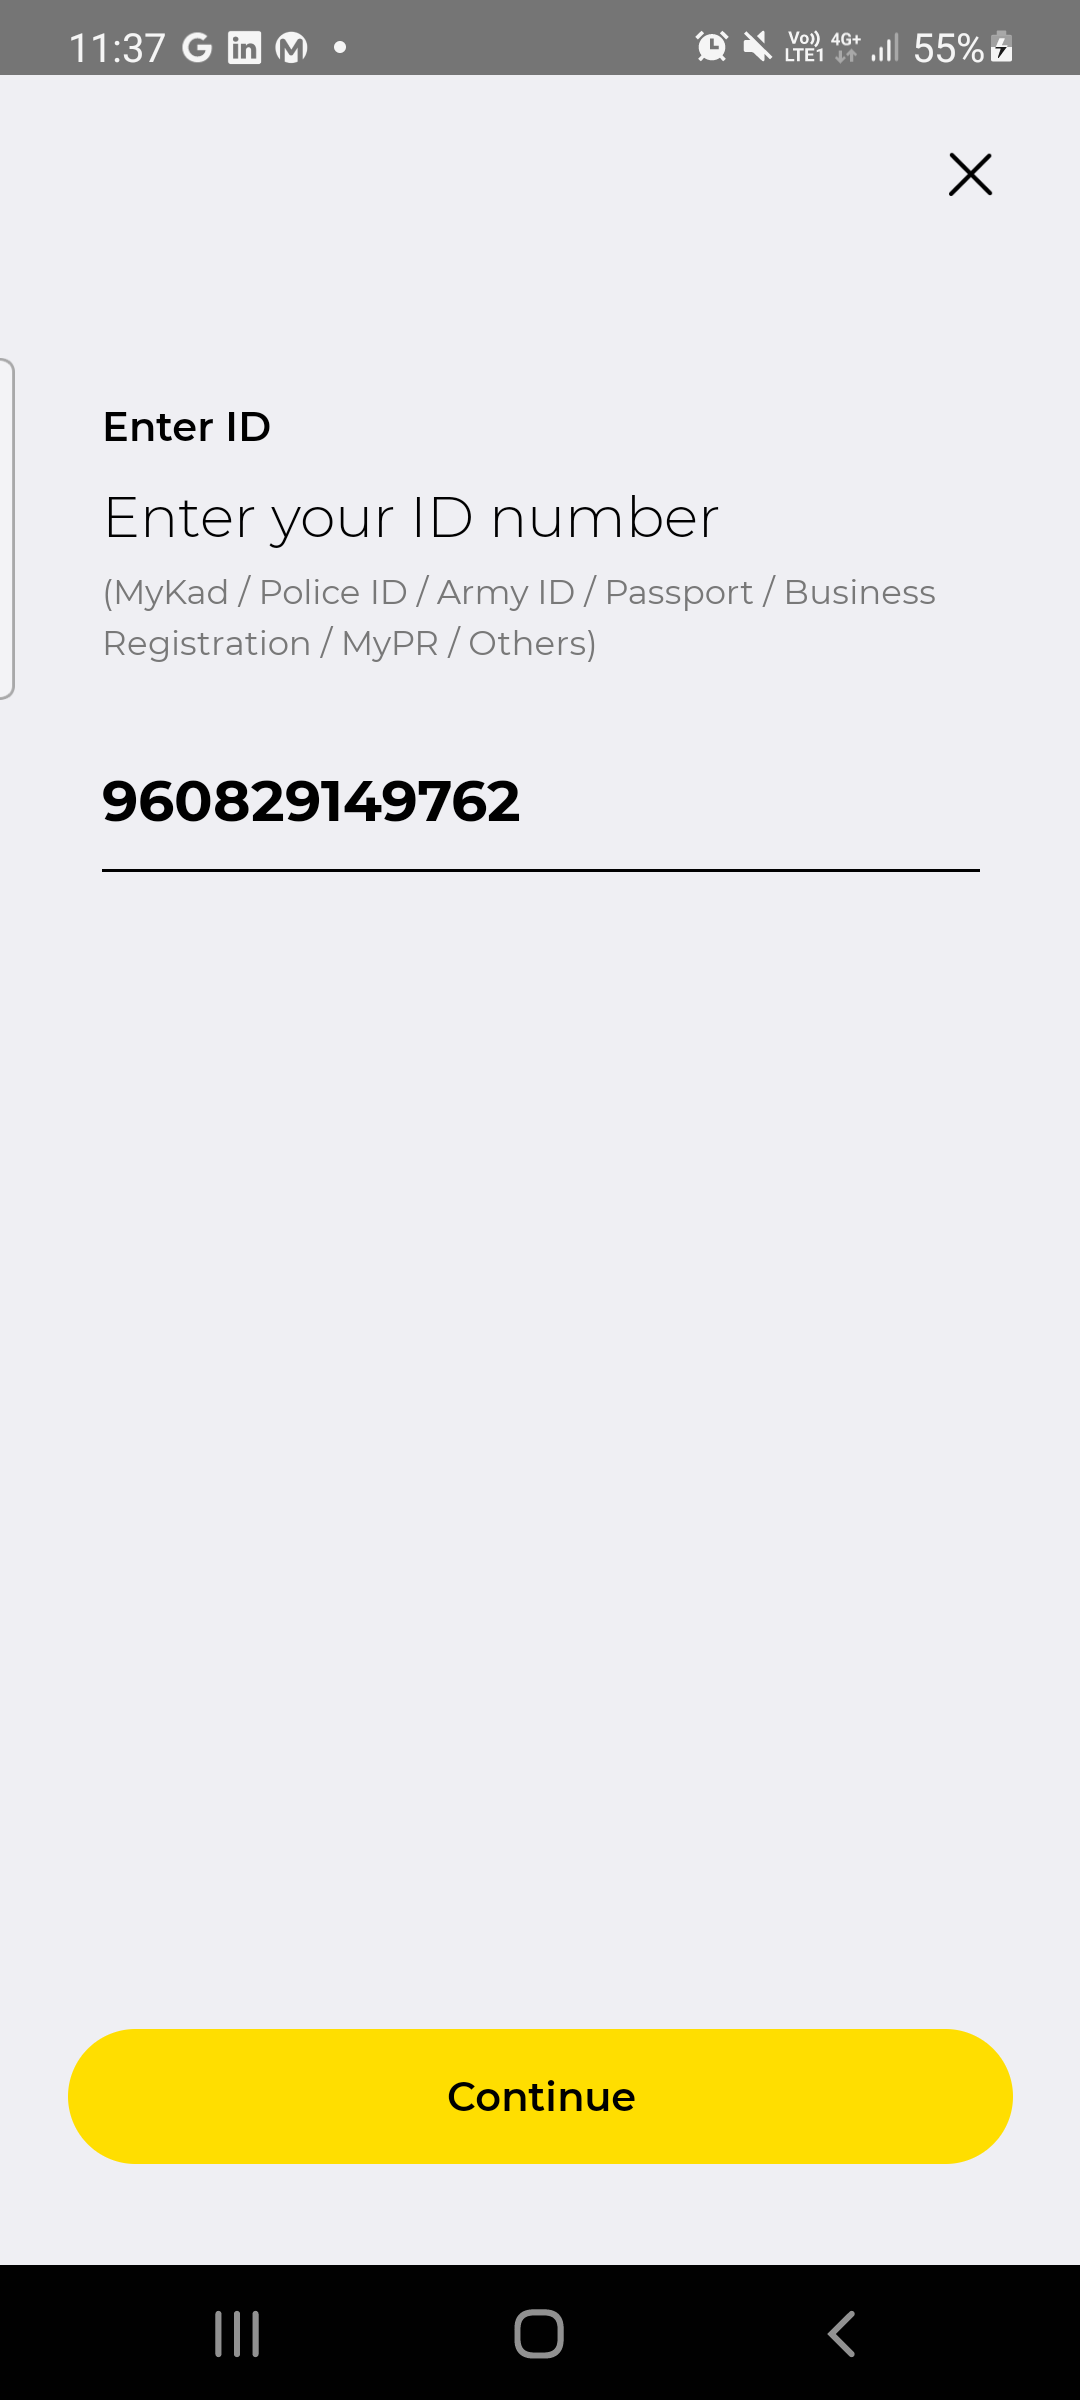 11:37
Vo)) 4G+
LTE1
55%
Enter ID
Enter your ID number
(MyKad / Police ID / Army ID / Passport / Business
Registration / MyPR / Others)
960829149762
Continue